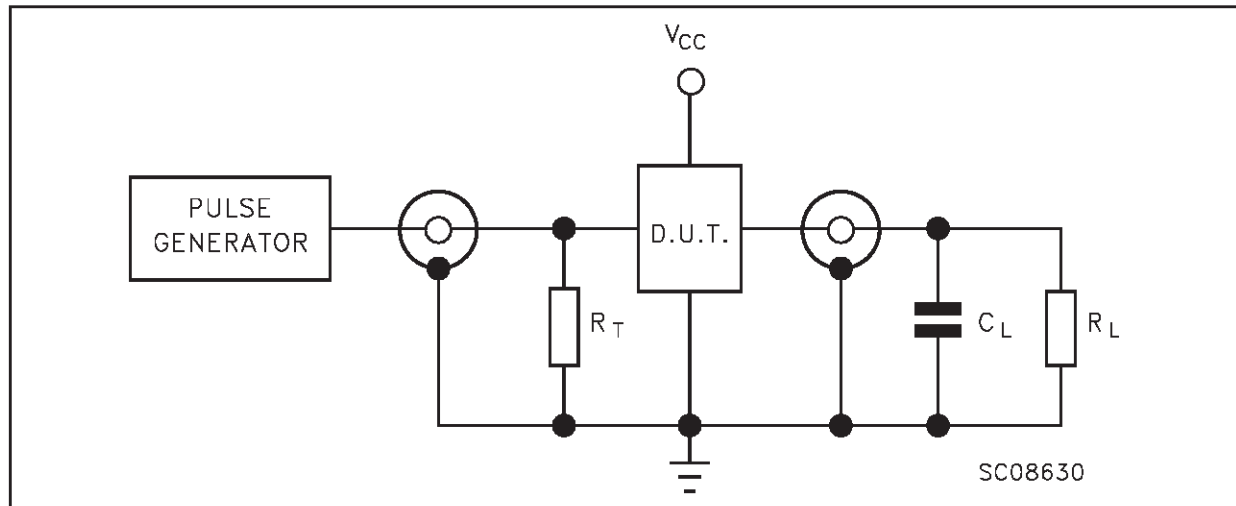 VCC
PULSE
GENERATOR
D.U.T.
RT
CL
RL
SC08630